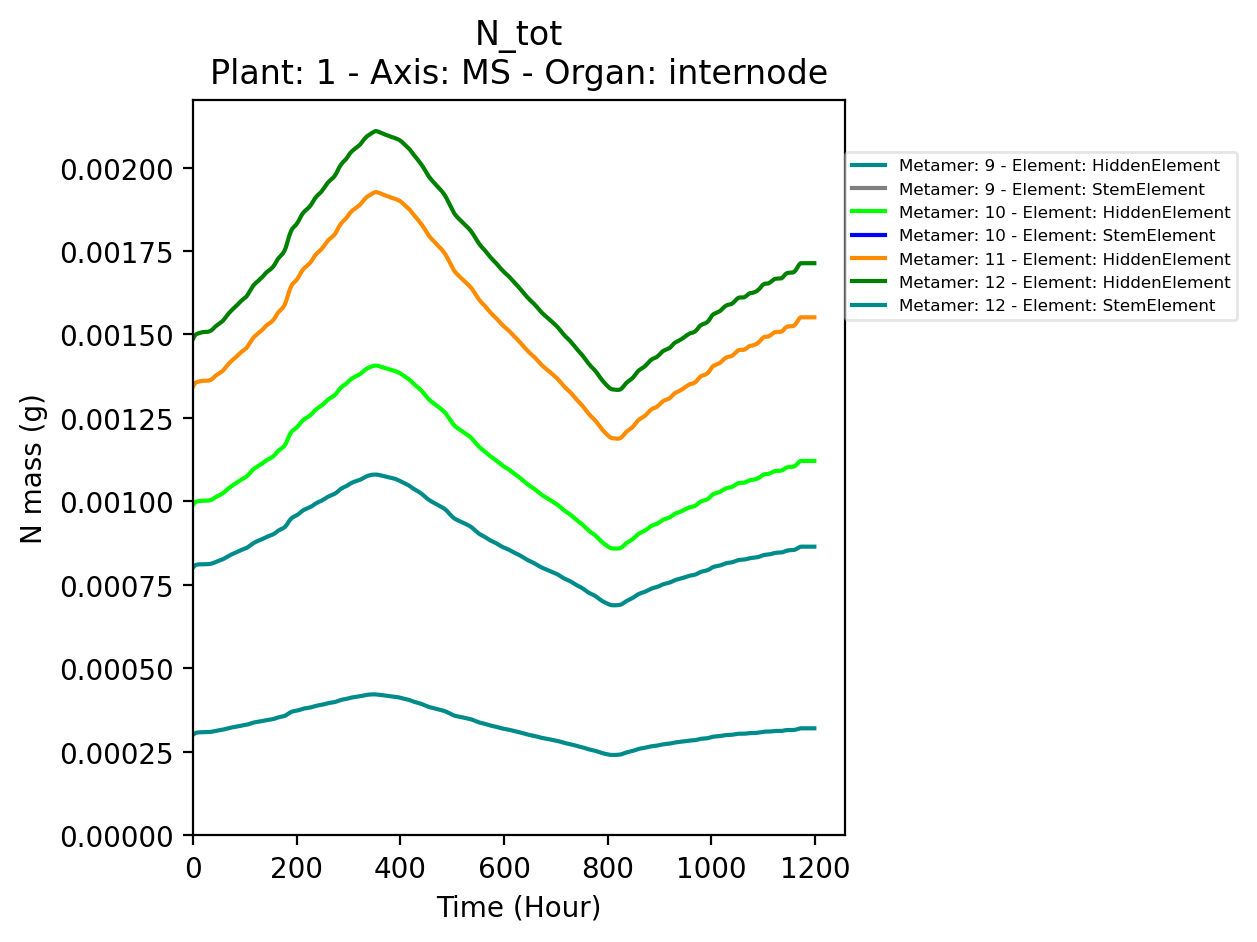 N_tot
Plant: 1 - Axis: MS - Organ: internode
0.00200
0.00175
0.00150
0.00125
0.00100
0.00075
0.00050
0.00025
0.00000
N mass (g)
0 200 400 600 800 1000 1200
Time (Hour)
Metamer: 9 - Element: HiddenElement
Metamer: 9 - Element: StemElement
Metamer: 10 - Element: HiddenElement
Metamer: 10 - Element: StemElement
Metamer: 11 - Element: HiddenElement
Metamer: 12 - Element: HiddenElement
Metamer: 12 - Element: StemElement